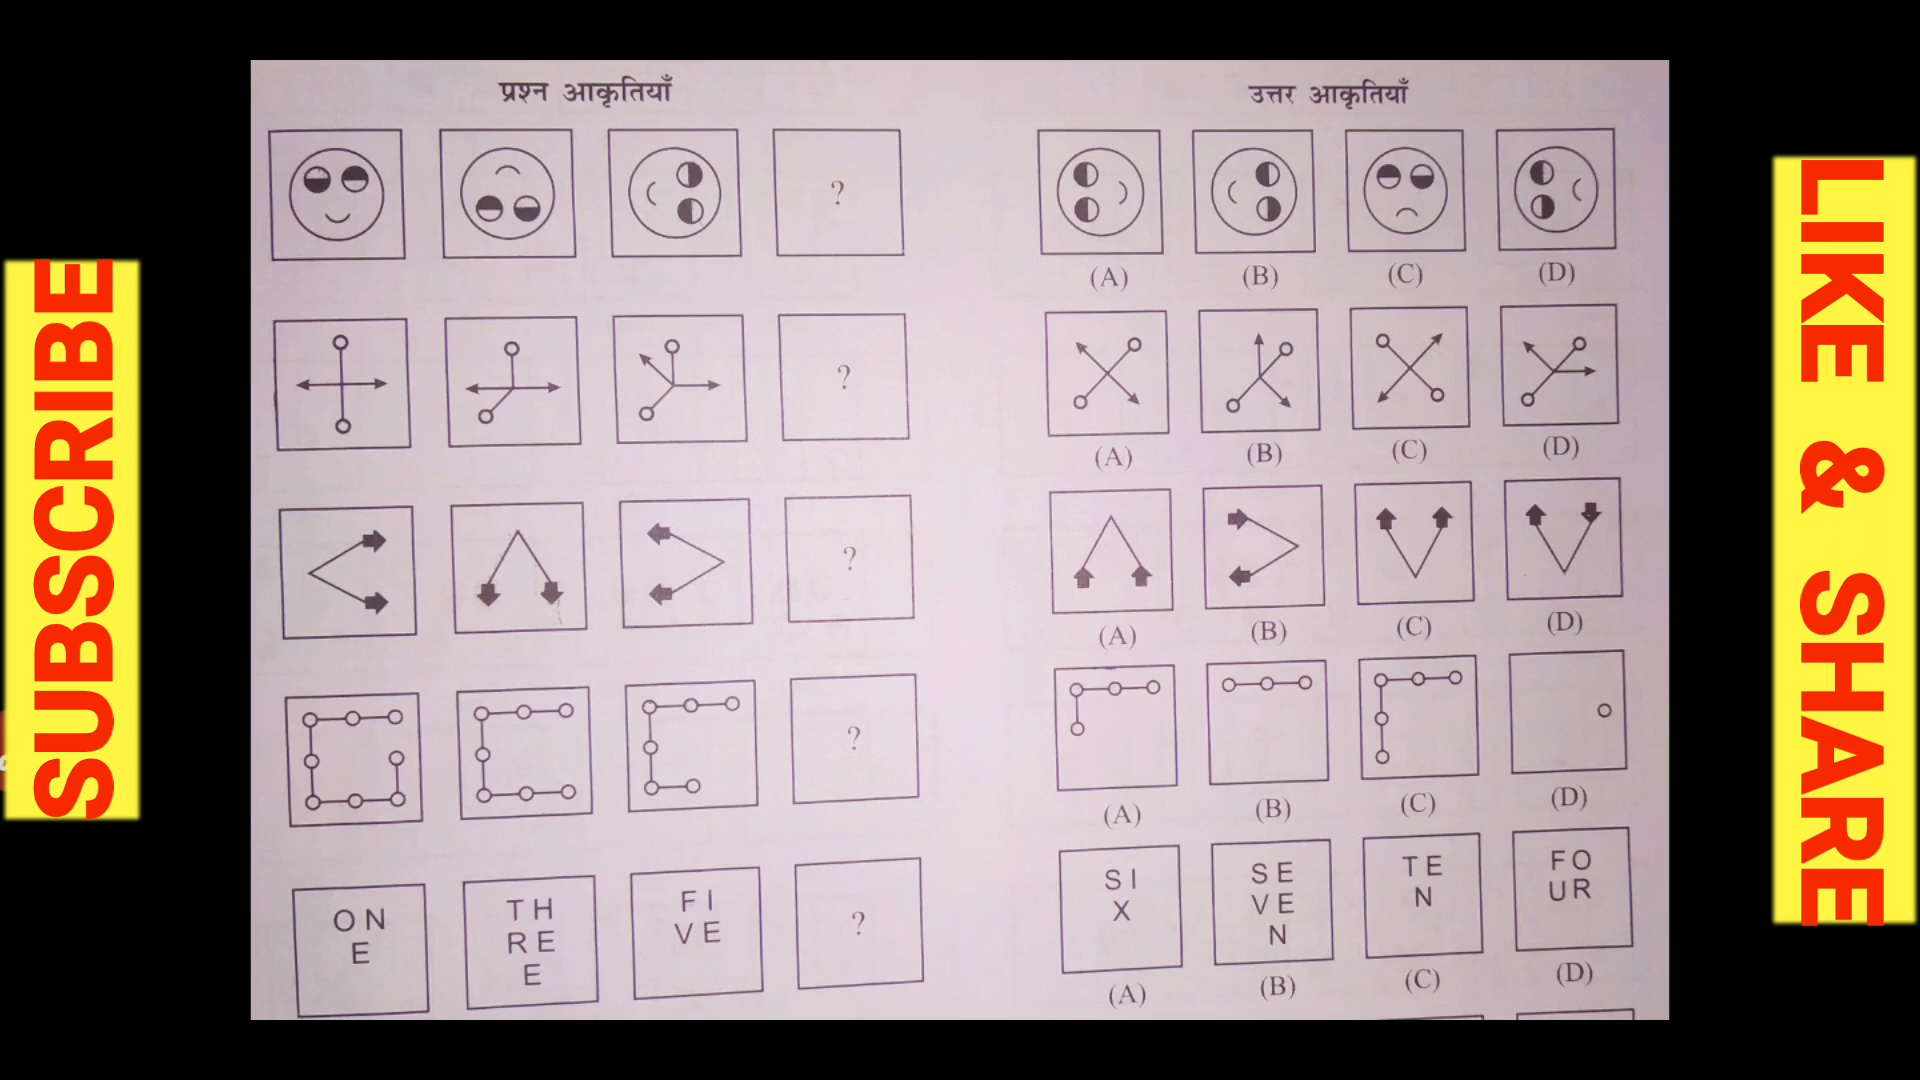 SUBSCRIBE
LIKE & SHARE
प्रश्न आकृतियाँ
उत्तर आकृतियाँ
?
(A) (B) (C) (D)
?
(A) (B) (C) (D)
?
(A) (B) (C) (D)
?
(A) (B) (C) (D)
ON
E
TH
RE
E
FI
VE
?
SI
X
SE
VE
N
TE
N
FO
UR
(A) (B) (C) (D)